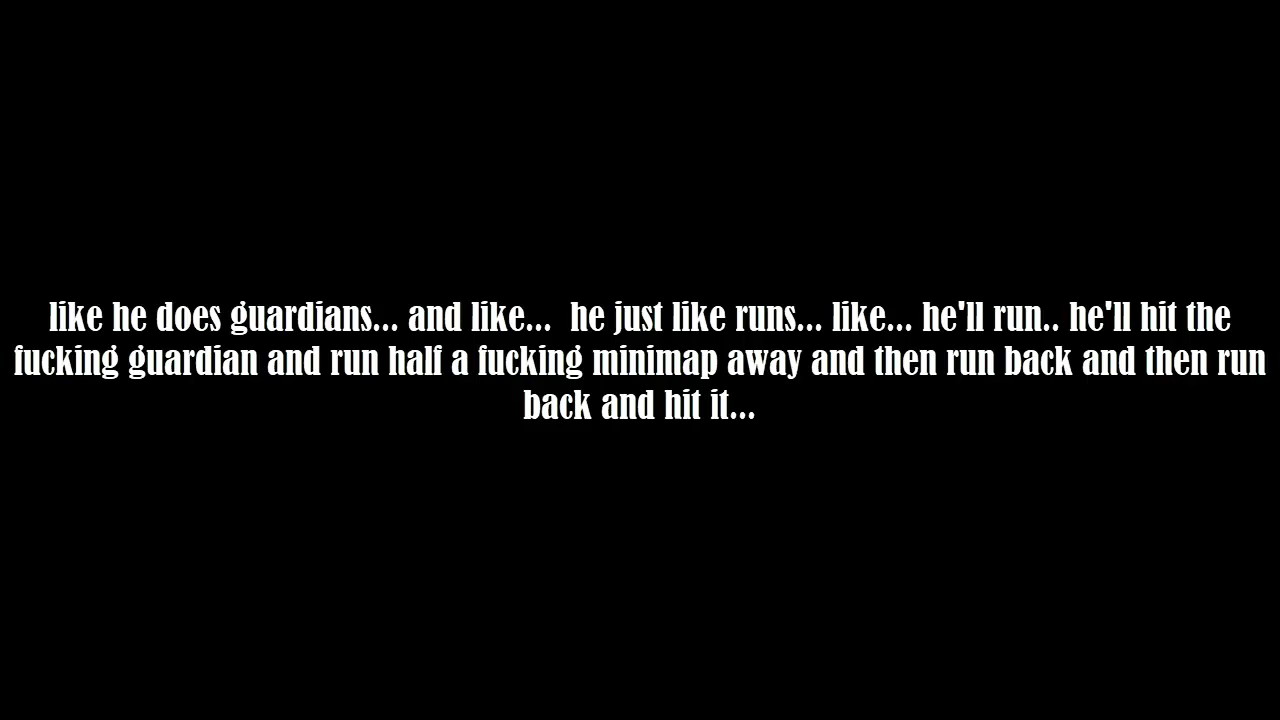 like he does guardians... and like...  he just like runs... like... he'll run.. he'll hit the
fucking guardian and run half a fucking minimap away and then run back and then run
back and hit it...